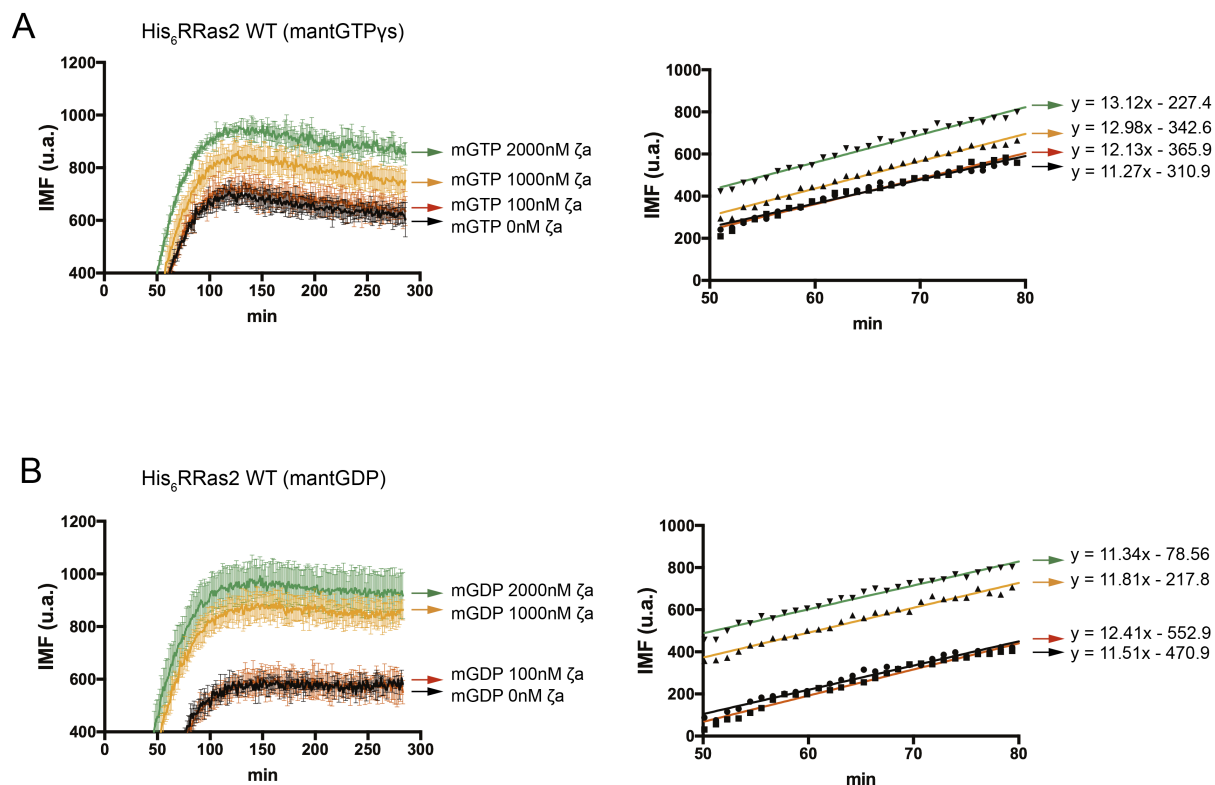 A
His6RRas2 WT (mantGTPγs)
IMF (u.a.)
1200
1000
800
600
400
0 50 100 150 200 250 300
min
mGTP 2000nM ζa
mGTP 1000nM ζa
mGTP 100nM ζa
mGTP 0nM ζa
IMF (u.a.)
1000
800
600
400
200
0
50 60 70 80
min
y = 13.12x - 227.4
y = 12.98x - 342.6
y = 12.13x - 365.9
y = 11.27x - 310.9
B
His6RRas2 WT (mantGDP)
IMF (u.a.)
1200
1000
800
600
400
0 50 100 150 200 250 300
min
mGDP 2000nM ζa
mGDP 1000nM ζa
mGDP 100nM ζa
mGDP 0nM ζa
IMF (u.a.)
1000
800
600
400
200
0
50 60 70 80
min
y = 11.34x - 78.56
y = 11.81x - 217.8
y = 12.41x - 552.9
y = 11.51x - 470.9